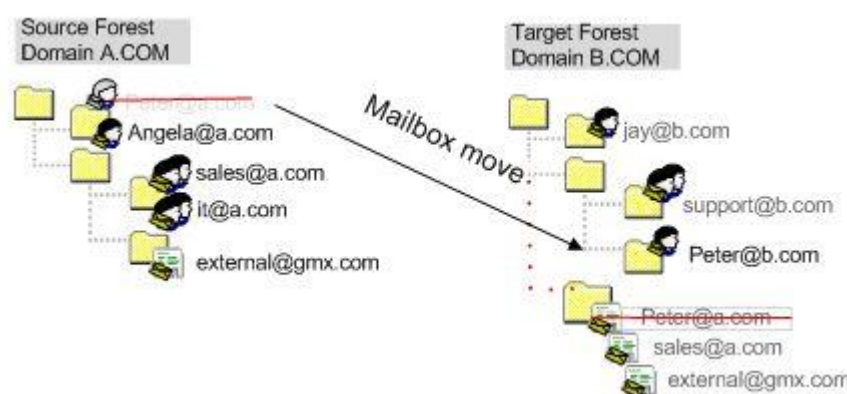 Source Forest
Domain A.COM
Peter@a.com
Angela@a.com
sales@a.com
it@a.com
external@gmx.com
Mailbox move
Target Forest
Domain B.COM
jay@b.com
support@b.com
Peter@b.com
Peter@a.com
sales@a.com
external@gmx.com